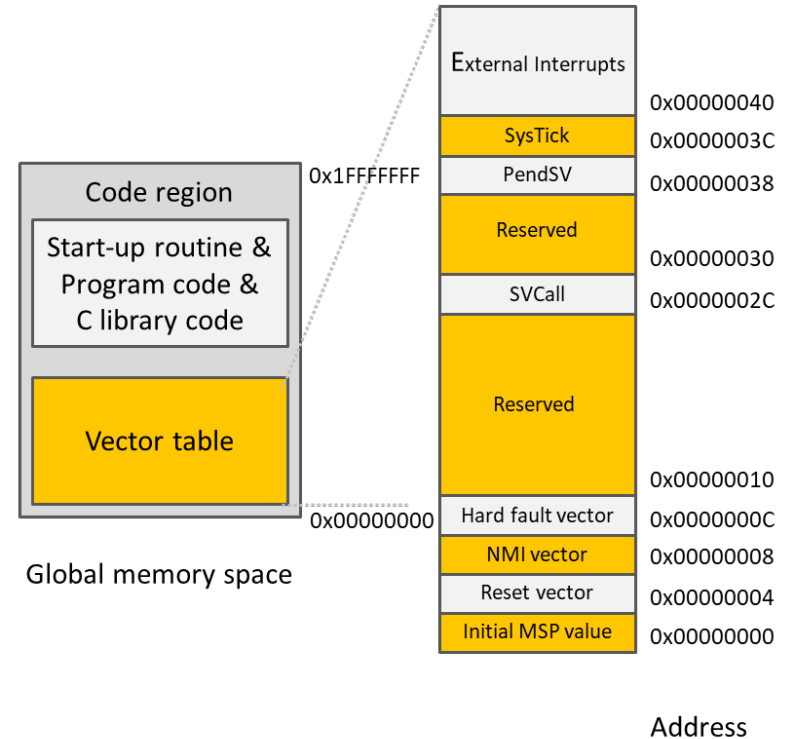 External Interrupts
0x00000040
SysTick
0x0000003C
PendSV
0x00000038
Reserved
0x00000030
SVCall
0x0000002C
Reserved
0x00000010
Hard fault vector
0x0000000C
NMI vector
0x00000008
Reset vector
0x00000004
Initial MSP value
0x00000000
Address
0x1FFFFFFF
Code region
Start-up routine &
Program code &
C library code
Vector table
0x00000000
Global memory space